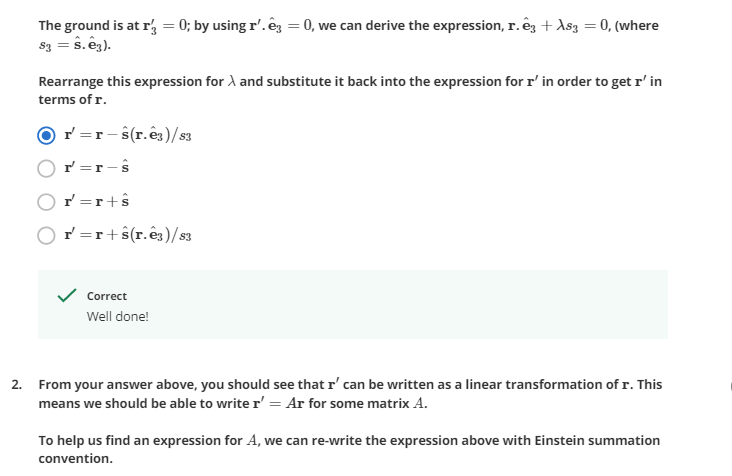 The ground is at r′₃ = 0; by using r′.ê₃ = 0, we can derive the expression, r.ê₃ + λs₃ = 0, (where
s₃ = ŝ.ê₃).
Rearrange this expression for λ and substitute it back into the expression for r′ in order to get r′ in
terms of r.
r′ = r − ŝ(r.ê₃)/s₃
r′ = r − ŝ
r′ = r + ŝ
r′ = r + ŝ(r.ê₃)/s₃
Correct
Well done!
2. From your answer above, you should see that r′ can be written as a linear transformation of r. This
means we should be able to write r′ = Ar for some matrix A.
To help us find an expression for A, we can re-write the expression above with Einstein summation
convention.